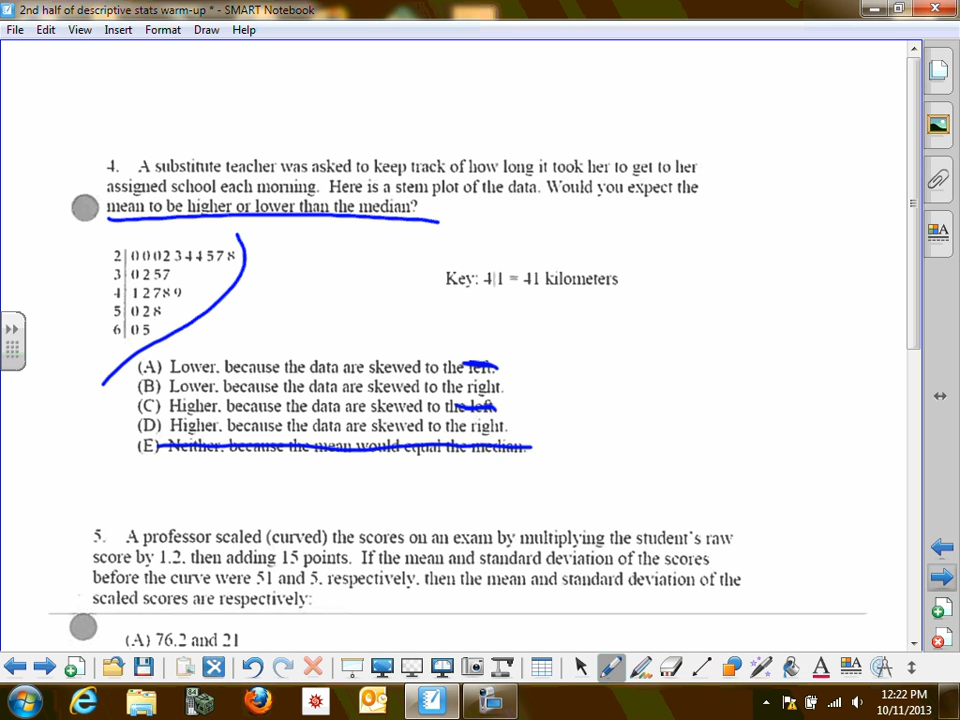 2nd half of descriptive stats warm-up * - SMART Notebook
File Edit View Insert Format Draw Help
4. A substitute teacher was asked to keep track of how long it took her to get to her
assigned school each morning. Here is a stem plot of the data. Would you expect the
mean to be higher or lower than the median?
2 | 0 0 0 2 3 4 4 5 7 8
3 | 0 2 5 7
4 | 1 2 7 8 9
5 | 0 2 8
6 | 0 5
Key: 4|1 = 41 kilometers
(A) Lower, because the data are skewed to the left.
(B) Lower, because the data are skewed to the right.
(C) Higher, because the data are skewed to the left.
(D) Higher, because the data are skewed to the right.
(E) Neither, because the mean would equal the median.
5. A professor scaled (curved) the scores on an exam by multiplying the student's raw
score by 1.2, then adding 15 points. If the mean and standard deviation of the scores
before the curve were 51 and 5, respectively, then the mean and standard deviation of the
scaled scores are respectively:
(A) 76.2 and 21
12:22 PM
10/11/2013